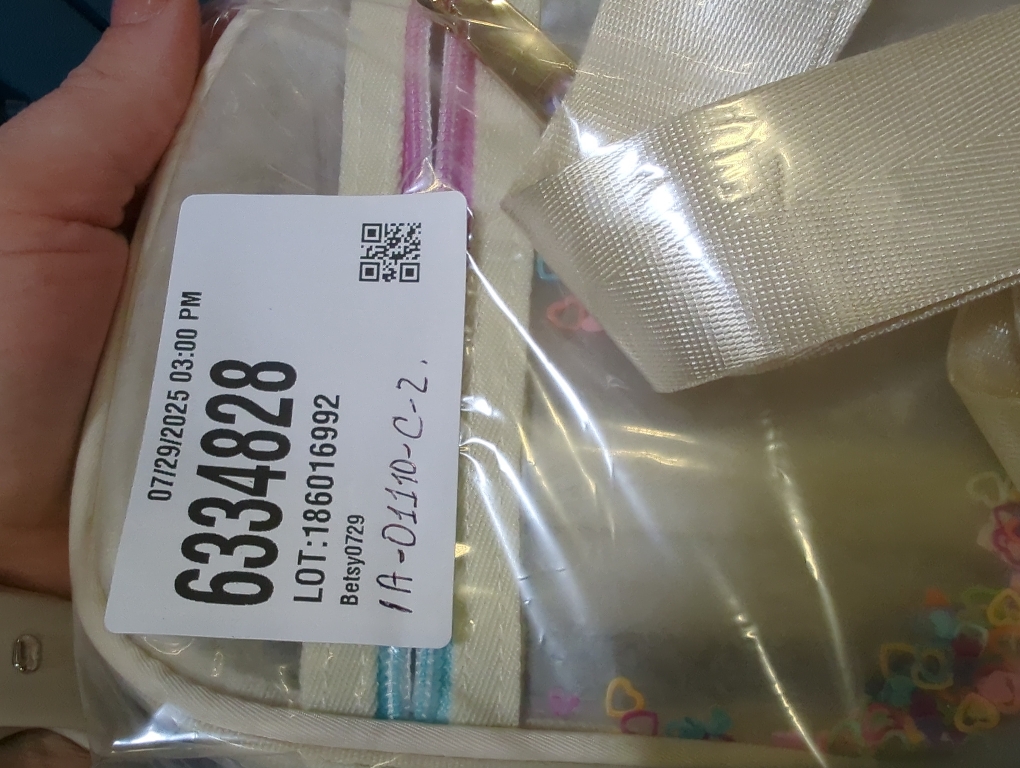 07/29/2025 03:00 PM
6334828
LOT:186016992
Betsy0729
1A-01110-C-2.